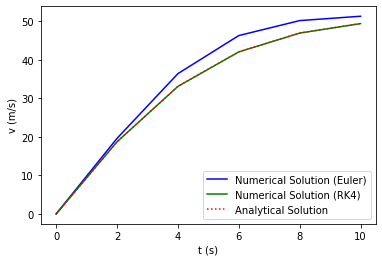 50
40
30
20
10
0
v (m/s)
Numerical Solution (Euler)
Numerical Solution (RK4)
Analytical Solution
0 2 4 6 8 10
t (s)